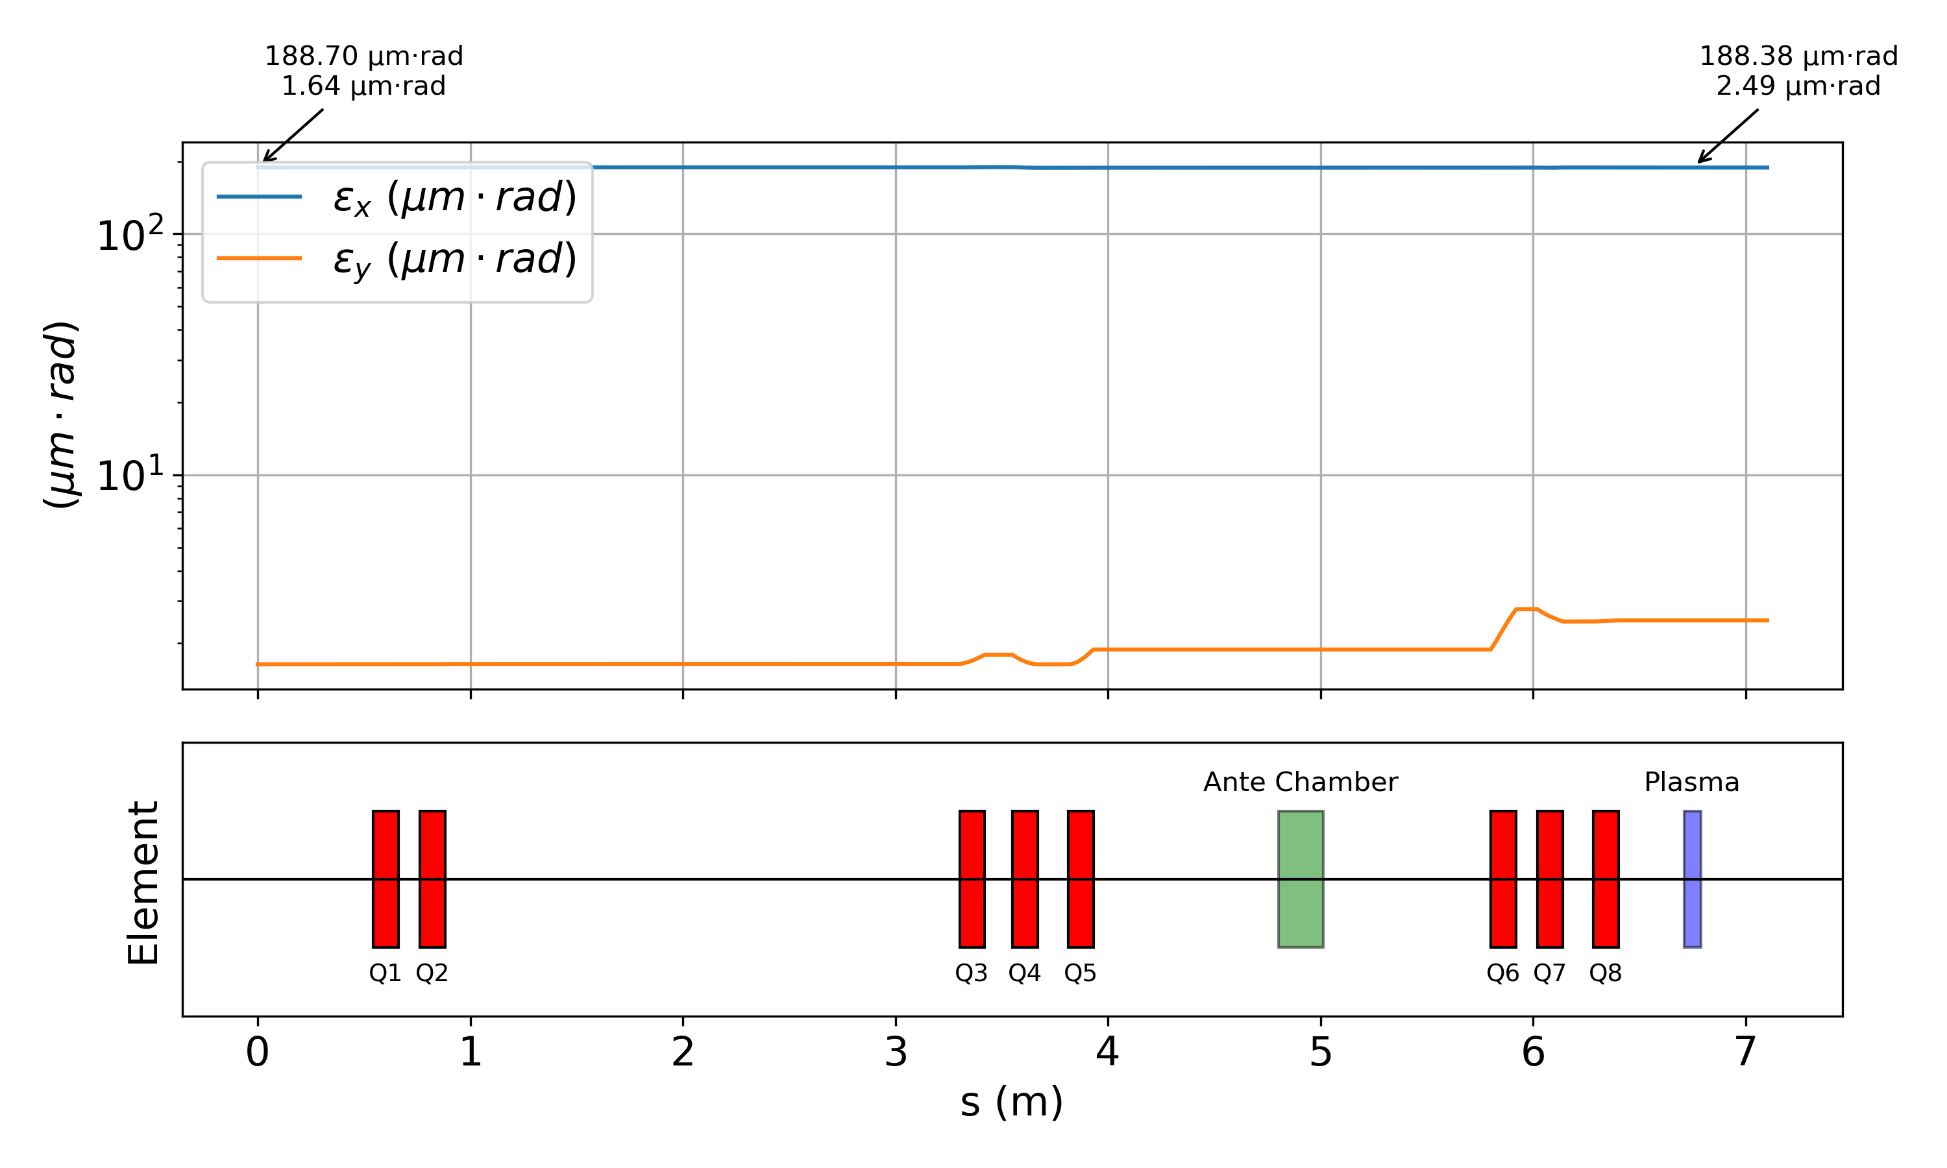 188.70 μm·rad
1.64 μm·rad
188.38 μm·rad
2.49 μm·rad
εx (μm · rad)
εy (μm · rad)
10²
10¹
(μm · rad)
Ante Chamber
Plasma
Element
Q1 Q2 Q3 Q4 Q5 Q6 Q7 Q8
0 1 2 3 4 5 6 7
s (m)